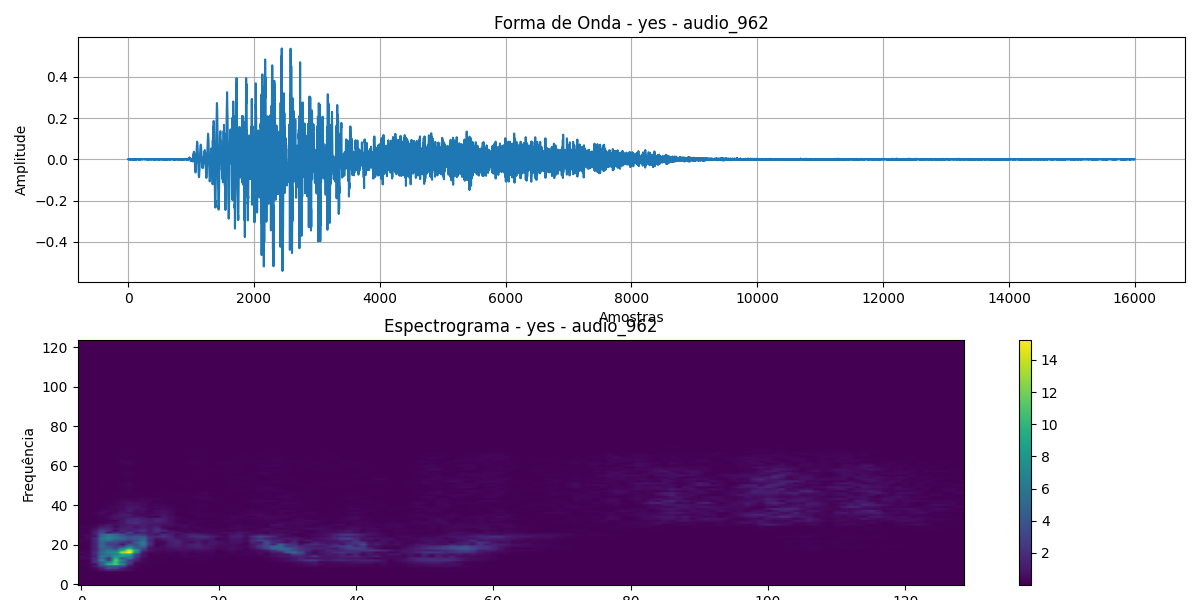 Forma de Onda - yes - audio_962
Amplitude
0.4
0.2
0.0
−0.2
−0.4
0 2000 4000 6000 8000 10000 12000 14000 16000
Amostras
Espectrograma - yes - audio_962
Frequência
120
100
80
60
40
20
0
0 20 40 60 80 100 120
14
12
10
8
6
4
2